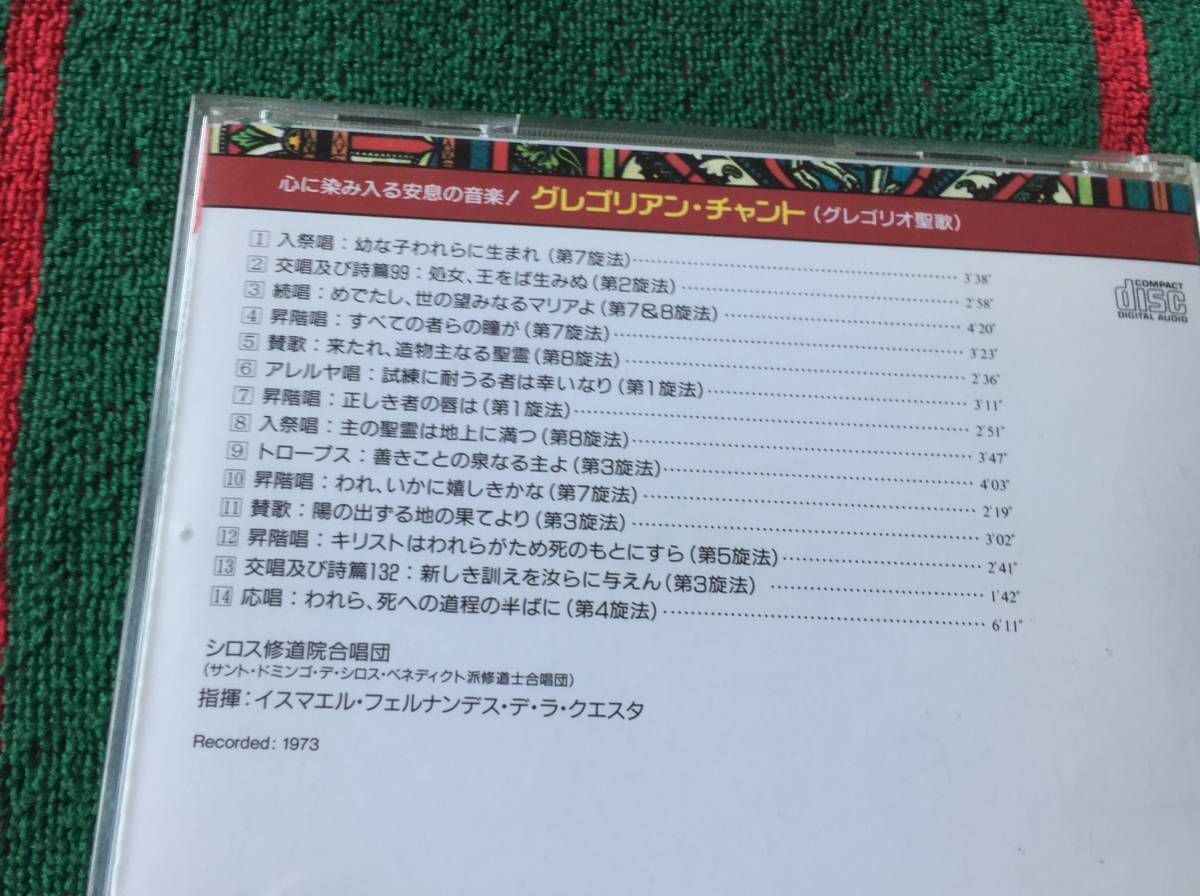 心に染み入る安息の音楽! グレゴリアン・チャント(グレゴリオ聖歌)
1 入祭唱:幼な子われらに生まれ(第7旋法) 3'38"
2 交唱及び詩篇99:処女、王をば生みぬ(第2旋法) 2'58"
3 続唱:めでたし、世の望みなるマリアよ(第7&8旋法) 4'20"
4 昇階唱:すべての者らの瞳が(第7旋法) 3'23"
5 賛歌:来たれ、造物主なる聖霊(第8旋法) 2'36"
6 アレルヤ唱:試練に耐うる者は幸いなり(第1旋法) 3'11"
7 昇階唱:正しき者の唇は(第1旋法) 2'51"
8 入祭唱:主の聖霊は地上に満つ(第8旋法) 3'47"
9 トロープス:善きことの泉なる主よ(第3旋法) 4'03"
10 昇階唱:われ、いかに嬉しきかな(第7旋法) 2'19"
11 賛歌:陽の出ずる地の果てより(第3旋法) 3'02"
12 昇階唱:キリストはわれらがため死のもとにすら(第5旋法) 2'41"
13 交唱及び詩篇132:新しき訓えを汝らに与えん(第3旋法) 1'42"
14 応唱:われら、死への道程の半ばに(第4旋法) 6'11"
COMPACT
disc
DIGITAL AUDIO
シロス修道院合唱団
(サント・ドミンゴ・デ・シロス・ベネディクト派修道士合唱団)
指揮:イスマエル・フェルナンデス・デ・ラ・クエスタ
Recorded: 1973